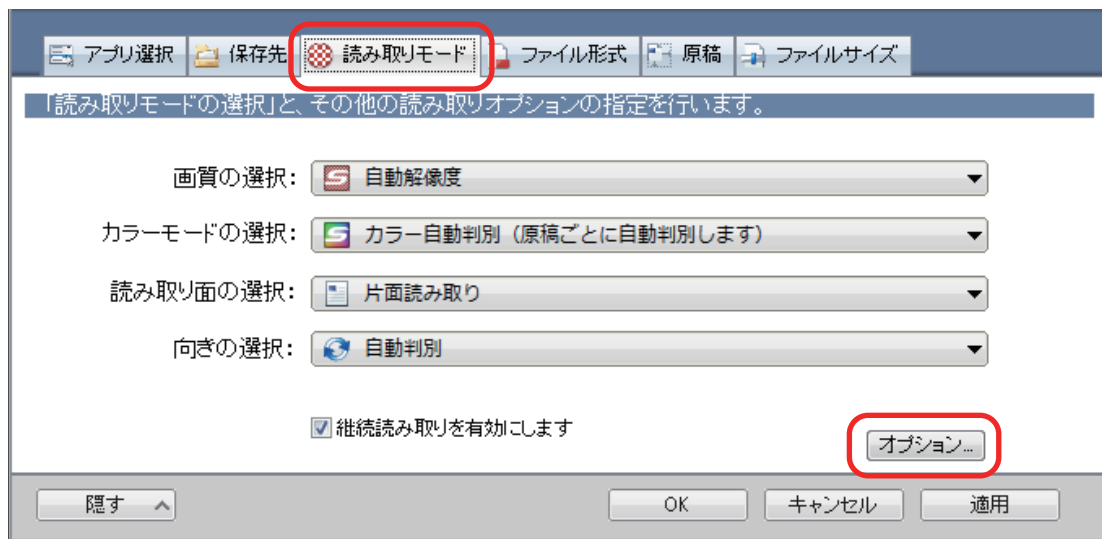 アプリ選択 保存先 読み取りモード ファイル形式 原稿 ファイルサイズ
「読み取りモードの選択」と、その他の読み取りオプションの指定を行います。
画質の選択: 自動解像度
カラーモードの選択: カラー自動判別（原稿ごとに自動判別します）
読み取り面の選択: 片面読み取り
向きの選択: 自動判別
継続読み取りを有効にします
オプション...
隠す OK キャンセル 適用